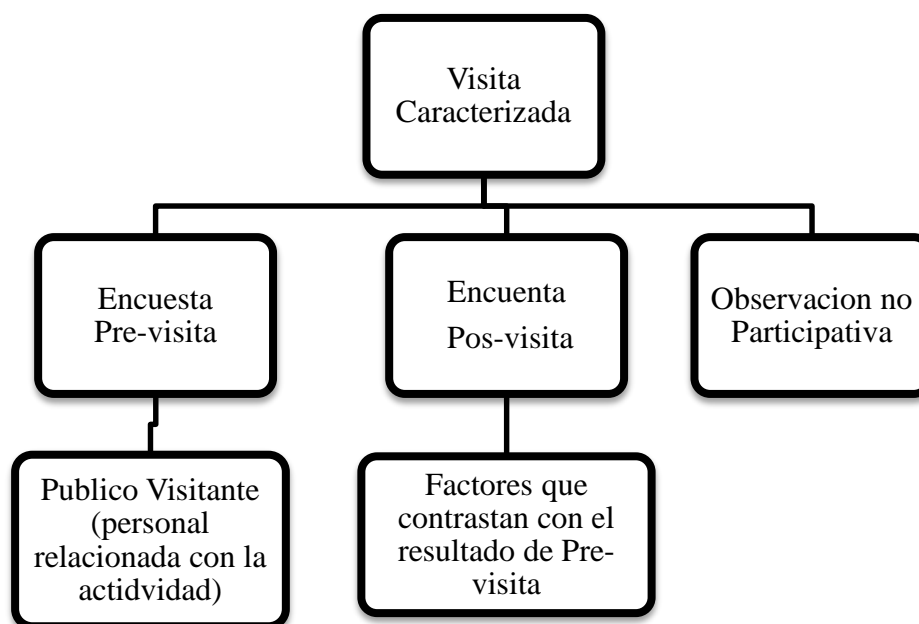 Visita
Caracterizada
Encuesta
Pre-visita
Encuenta
Pos-visita
Observacion no
Participativa
Publico Visitante
(personal
relacionada con la
actidvidad)
Factores que
contrastan con el
resultado de Pre-
visita